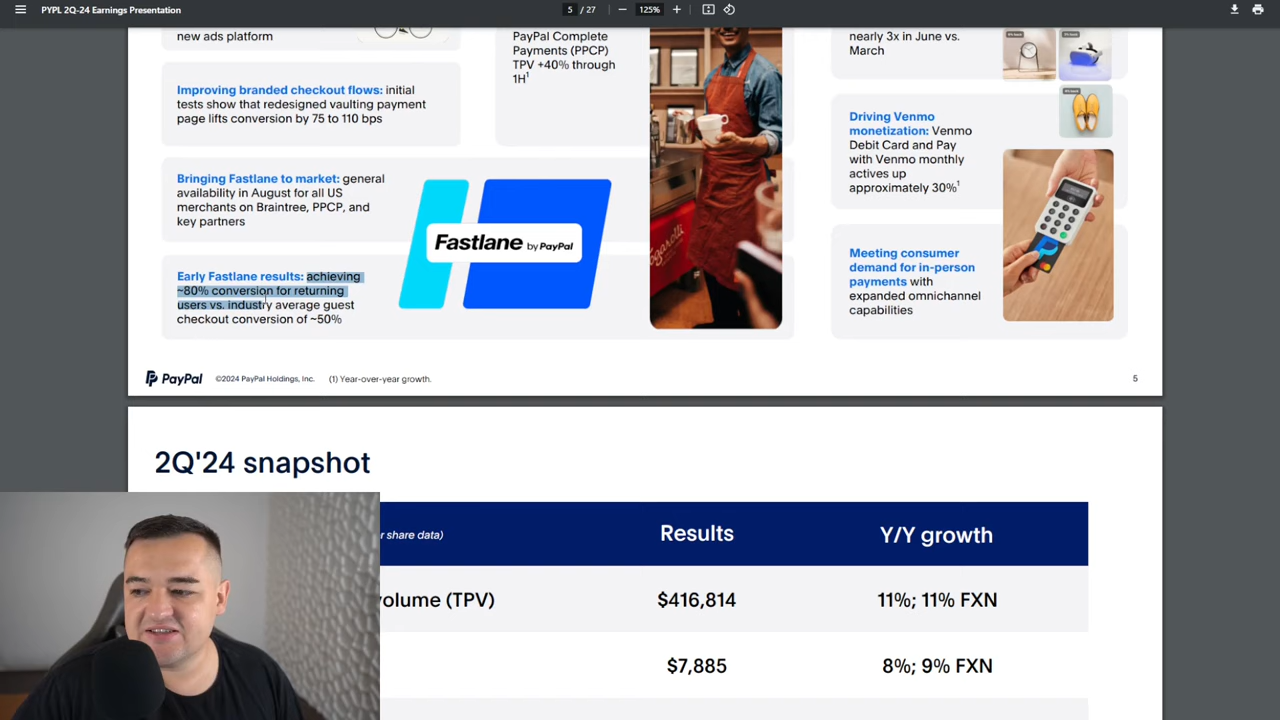 PYPL 2Q-24 Earnings Presentation
5 / 27
125%
new ads platform
Improving branded checkout flows: initial
tests show that redesigned vaulting payment
page lifts conversion by 75 to 110 bps
Bringing Fastlane to market: general
availability in August for all US
merchants on Braintree, PPCP, and
key partners
Early Fastlane results: achieving
~80% conversion for returning
users vs. industry average guest
checkout conversion of ~50%
Fastlane by PayPal
PayPal Complete
Payments (PPCP)
TPV +40% through
1H¹
nearly 3x in June vs.
March
Driving Venmo
monetization: Venmo
Debit Card and Pay
with Venmo monthly
actives up
approximately 30%¹
Meeting consumer
demand for in-person
payments with
expanded omnichannel
capabilities
PayPal
©2024 PayPal Holdings, Inc.
(1) Year-over-year growth.
5
2Q'24 snapshot
r share data)
Results
Y/Y growth
volume (TPV)
$416,814
11%; 11% FXN
$7,885
8%; 9% FXN